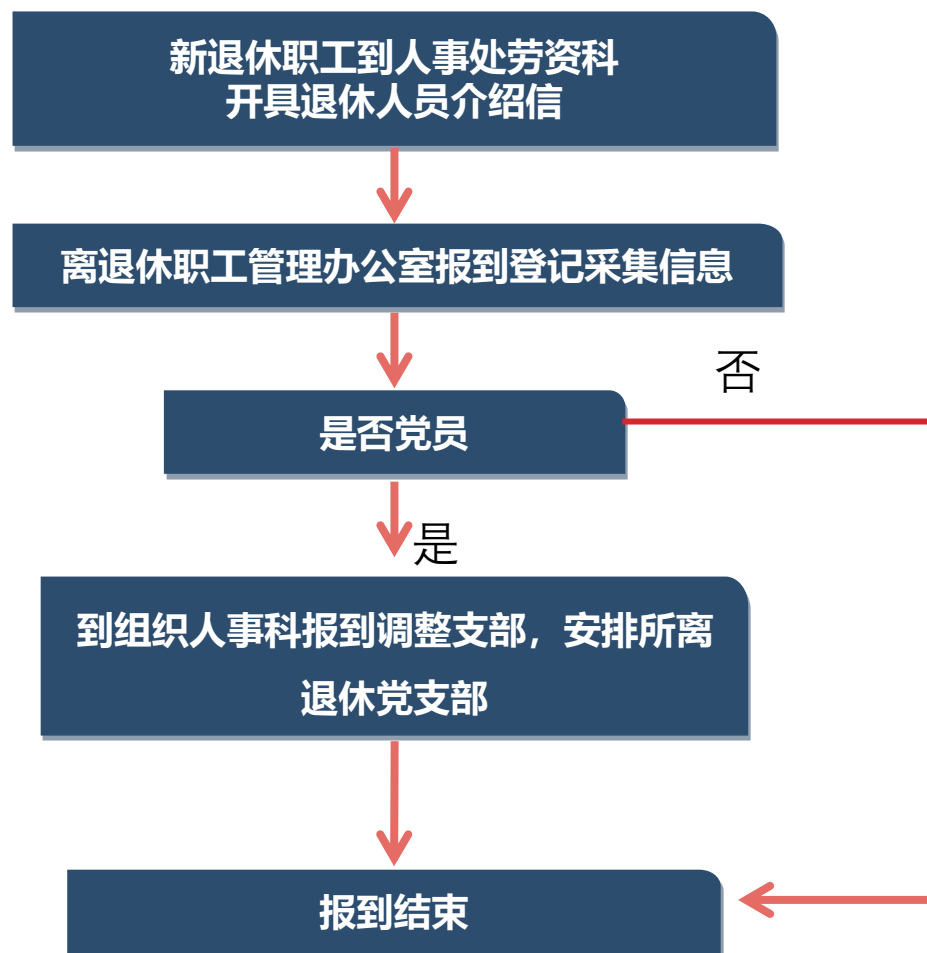 新退休职工到人事处劳资科
开具退休人员介绍信
离退休职工管理办公室报到登记采集信息
否
是否党员
是
到组织人事科报到调整支部，安排所离
退休党支部
报到结束